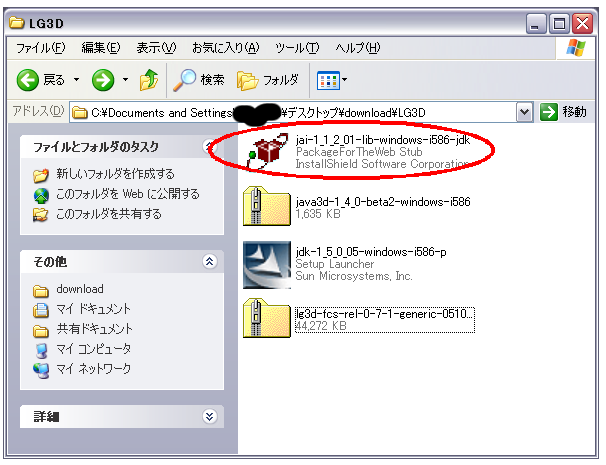 LG3D
ファイル(F) 編集(E) 表示(V) お気に入り(A) ツール(T) ヘルプ(H)
戻る 検索 フォルダ
アドレス(D) C:¥Documents and Settings ¥デスクトップ¥download¥LG3D 移動
ファイルとフォルダのタスク
新しいフォルダを作成する
このフォルダを Web に公開する
このフォルダを共有する
その他
download
マイ ドキュメント
共有ドキュメント
マイ コンピュータ
マイ ネットワーク
詳細
jai-1_1_2_01-lib-windows-i586-jdk
PackageForTheWeb Stub
InstallShield Software Corporation
java3d-1_4_0-beta2-windows-i586
1,635 KB
jdk-1_5_0_05-windows-i586-p
Setup Launcher
Sun Microsystems, Inc.
lg3d-fcs-rel-0-7-1-generic-0510...
44,272 KB